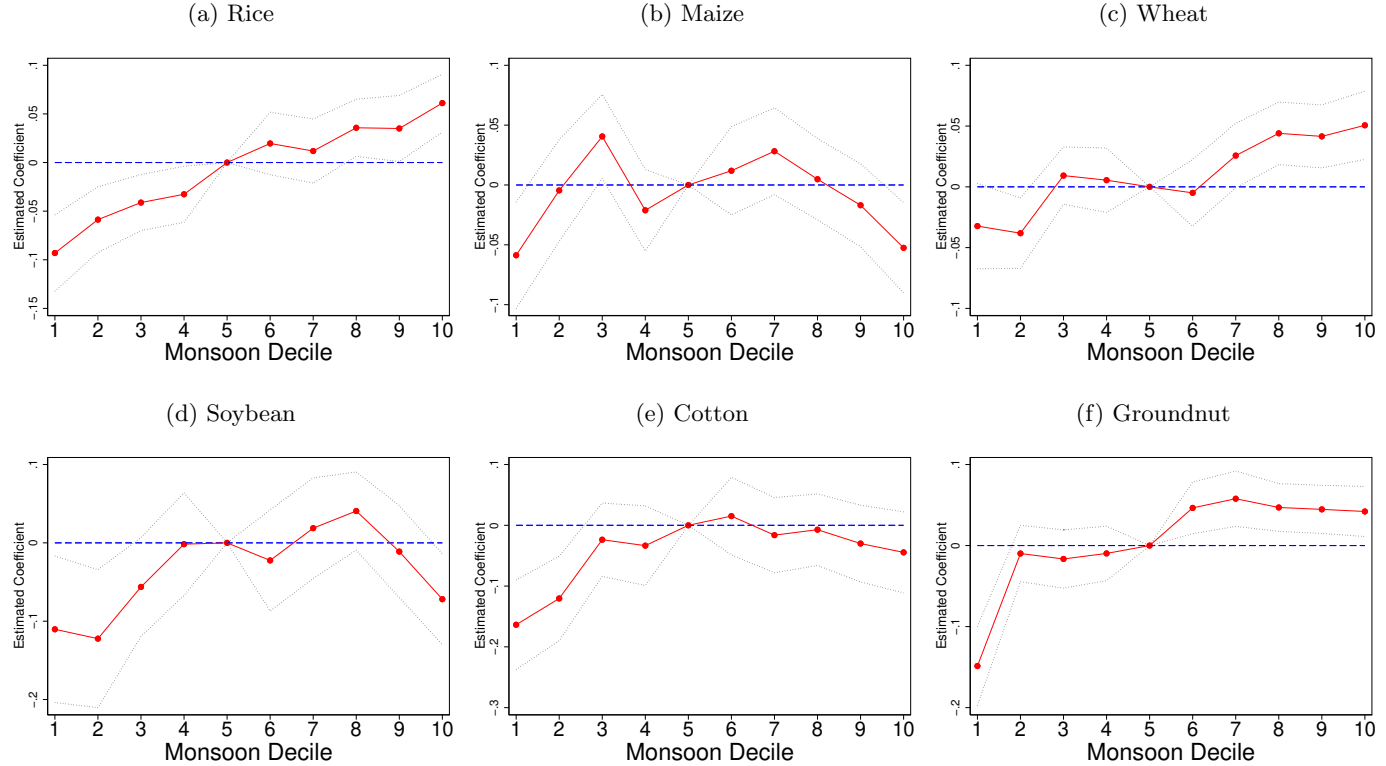 (a) Rice
Estimated Coefficient
.1
.05
0
-.05
-.1
-.15
1 2 3 4 5 6 7 8 9 10
Monsoon Decile
(b) Maize
Estimated Coefficient
.1
.05
0
-.05
-.1
1 2 3 4 5 6 7 8 9 10
Monsoon Decile
(c) Wheat
Estimated Coefficient
.1
.05
0
-.05
-.1
1 2 3 4 5 6 7 8 9 10
Monsoon Decile
(d) Soybean
Estimated Coefficient
.1
0
-.1
-.2
1 2 3 4 5 6 7 8 9 10
Monsoon Decile
(e) Cotton
Estimated Coefficient
.1
0
-.1
-.2
-.3
1 2 3 4 5 6 7 8 9 10
Monsoon Decile
(f) Groundnut
Estimated Coefficient
.1
0
-.1
-.2
1 2 3 4 5 6 7 8 9 10
Monsoon Decile